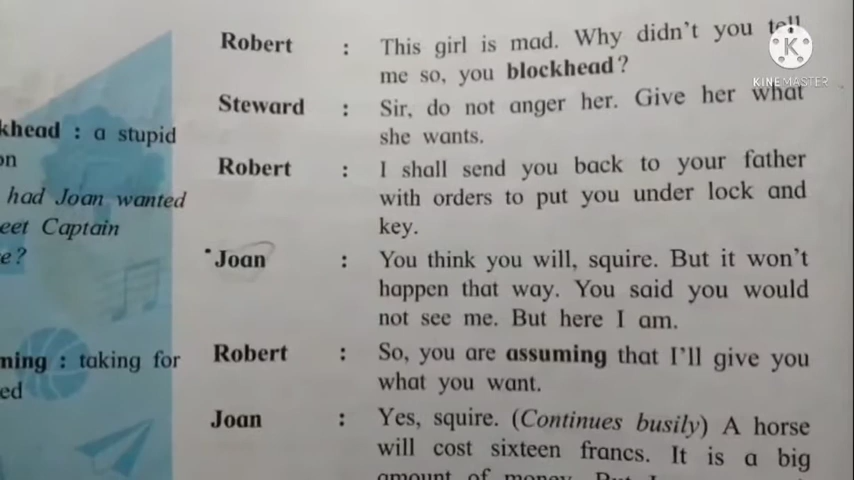 Robert : This girl is mad. Why didn't you tell
me so, you blockhead?
KINEMASTER
Steward : Sir, do not anger her. Give her what
she wants.
Robert : I shall send you back to your father
with orders to put you under lock and
key.
Joan : You think you will, squire. But it won't
happen that way. You said you would
not see me. But here I am.
Robert : So, you are assuming that I'll give you
what you want.
Joan : Yes, squire. (Continues busily) A horse
will cost sixteen francs. It is a big
amount of money. But I
khead : a stupid
on
had Joan wanted
eet Captain
e?
ming : taking for
ed